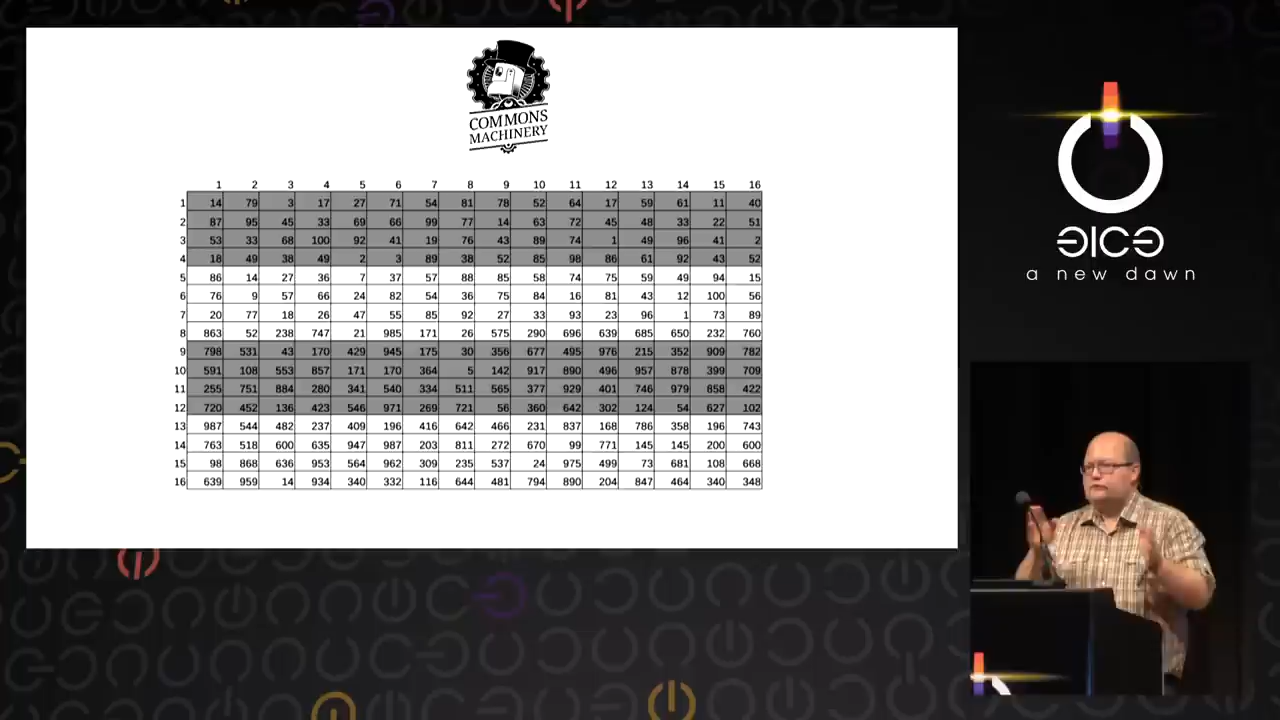 COMMONS
MACHINERY
1 2 3 4 5 6 7 8 9 10 11 12 13 14 15 16
1 14 79 3 17 27 71 54 81 78 52 64 17 59 61 11 40
2 87 95 45 33 69 66 99 77 14 63 72 45 48 33 22 51
3 53 33 68 100 92 41 19 76 43 89 74 1 49 96 41 2
4 18 49 38 49 2 3 89 38 52 85 98 86 61 92 43 52
5 86 14 27 36 7 37 57 88 85 58 74 75 59 49 94 15
6 76 9 57 66 24 82 54 36 75 84 16 81 43 12 100 56
7 20 77 18 26 47 55 85 92 27 33 93 23 96 1 73 89
8 863 52 238 747 21 985 171 26 575 290 696 639 685 650 232 760
9 798 531 43 170 429 945 175 30 356 677 495 976 215 352 909 782
10 591 108 553 857 171 170 364 5 142 917 890 496 957 878 399 709
11 255 751 884 280 341 540 334 511 565 377 929 401 746 979 658 422
12 720 452 136 423 546 971 269 721 56 360 642 302 124 54 627 102
13 987 544 482 237 409 196 416 642 466 231 837 168 786 358 196 743
14 763 518 600 635 947 987 203 811 272 670 99 771 145 145 200 600
15 98 868 636 953 564 962 309 235 537 24 975 499 73 681 108 668
16 639 959 14 934 340 332 116 644 481 794 890 204 847 464 340 348
a new dawn